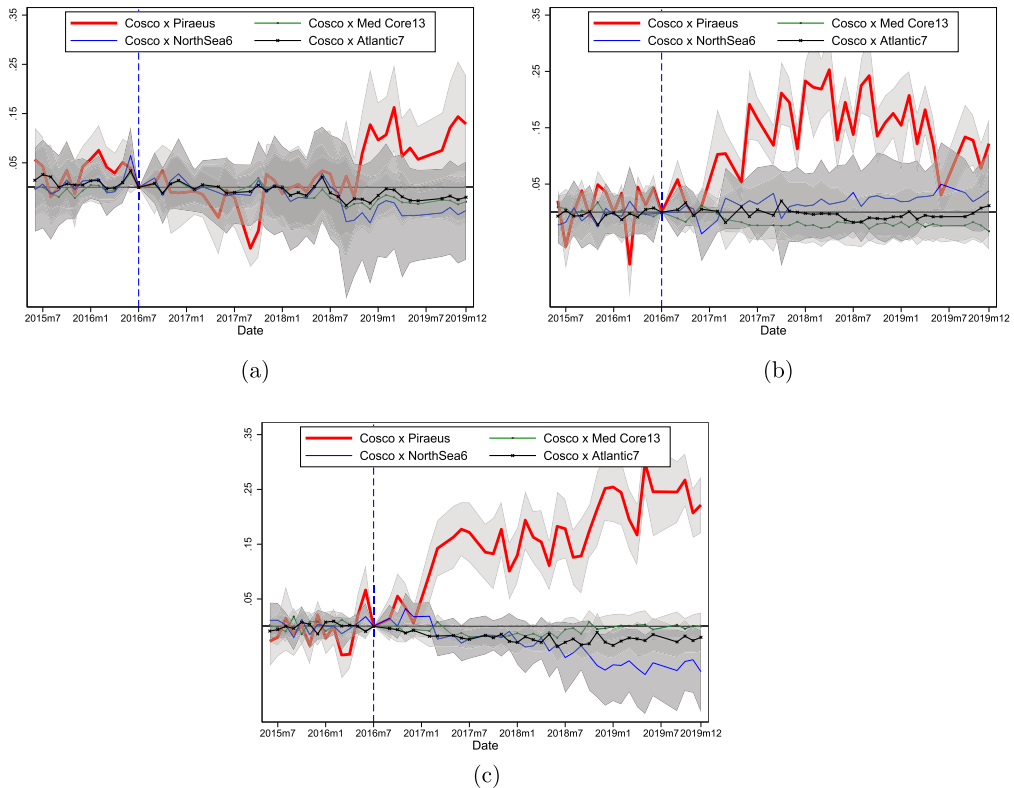 Cosco x Piraeus Cosco x Med Core13
Cosco x NorthSea6 Cosco x Atlantic7
.35
.25
.15
.05
2015m7 2016m1 2016m7 2017m1 2017m7 2018m1 2018m7 2019m1 2019m7 2019m12
Date
(a)
Cosco x Piraeus Cosco x Med Core13
Cosco x NorthSea6 Cosco x Atlantic7
.35
.25
.15
.05
2015m7 2016m1 2016m7 2017m1 2017m7 2018m1 2018m7 2019m1 2019m7 2019m12
Date
(b)
Cosco x Piraeus Cosco x Med Core13
Cosco x NorthSea6 Cosco x Atlantic7
.35
.25
.15
.05
2015m7 2016m1 2016m7 2017m1 2017m7 2018m1 2018m7 2019m1 2019m7 2019m12
Date
(c)